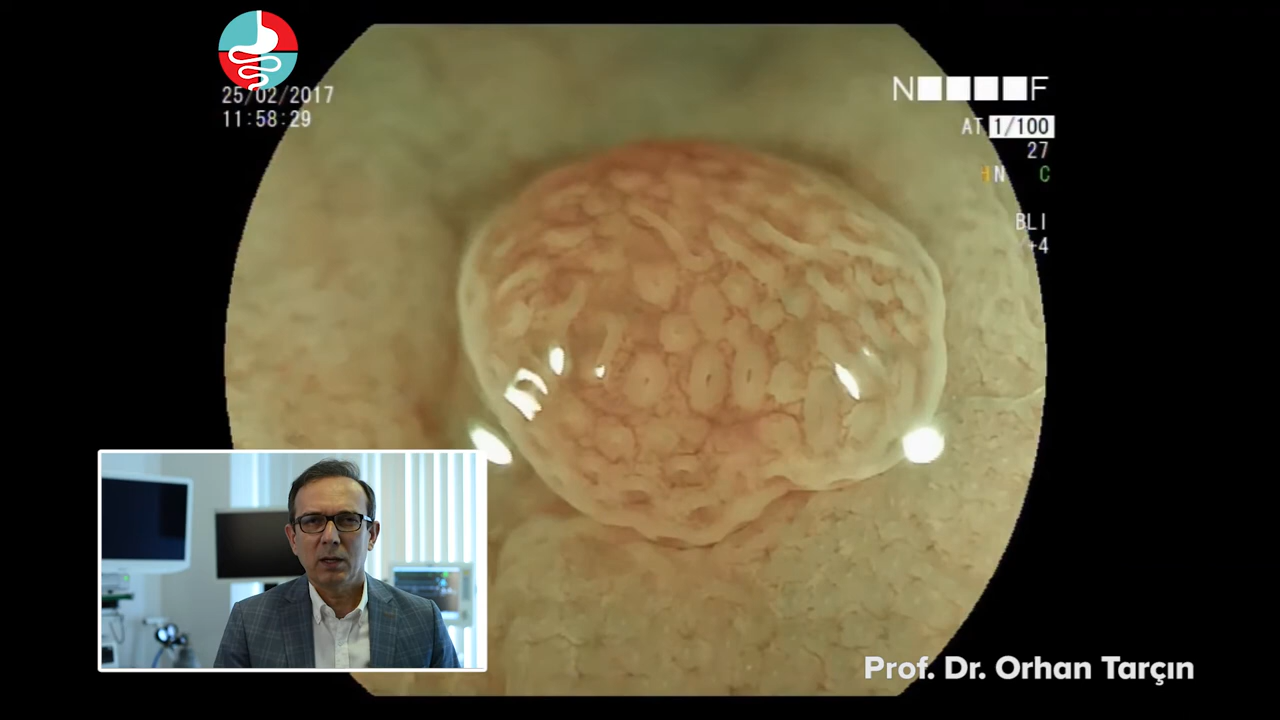 25/02/2017
11:58:29
N F
AT 1/100
27
HN C
BLI
+4
Prof. Dr. Orhan Tarçın